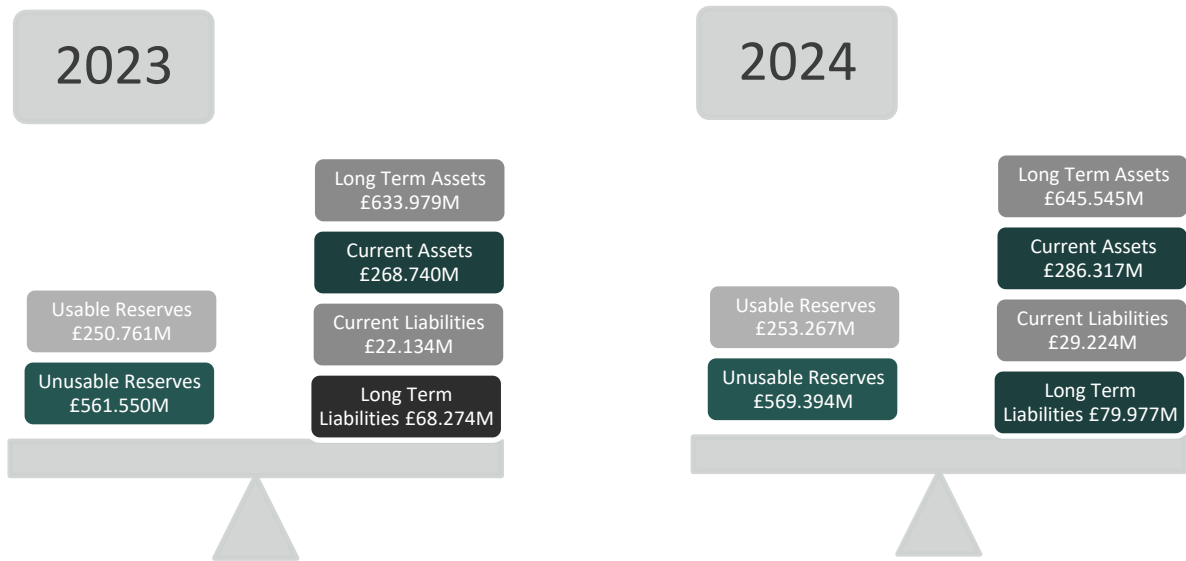 2023
Long Term Assets
£633.979M
Current Assets
£268.740M
Usable Reserves
£250.761M
Current Liabilities
£22.134M
Unusable Reserves
£561.550M
Long Term
Liabilities £68.274M
2024
Long Term Assets
£645.545M
Current Assets
£286.317M
Usable Reserves
£253.267M
Current Liabilities
£29.224M
Unusable Reserves
£569.394M
Long Term
Liabilities £79.977M